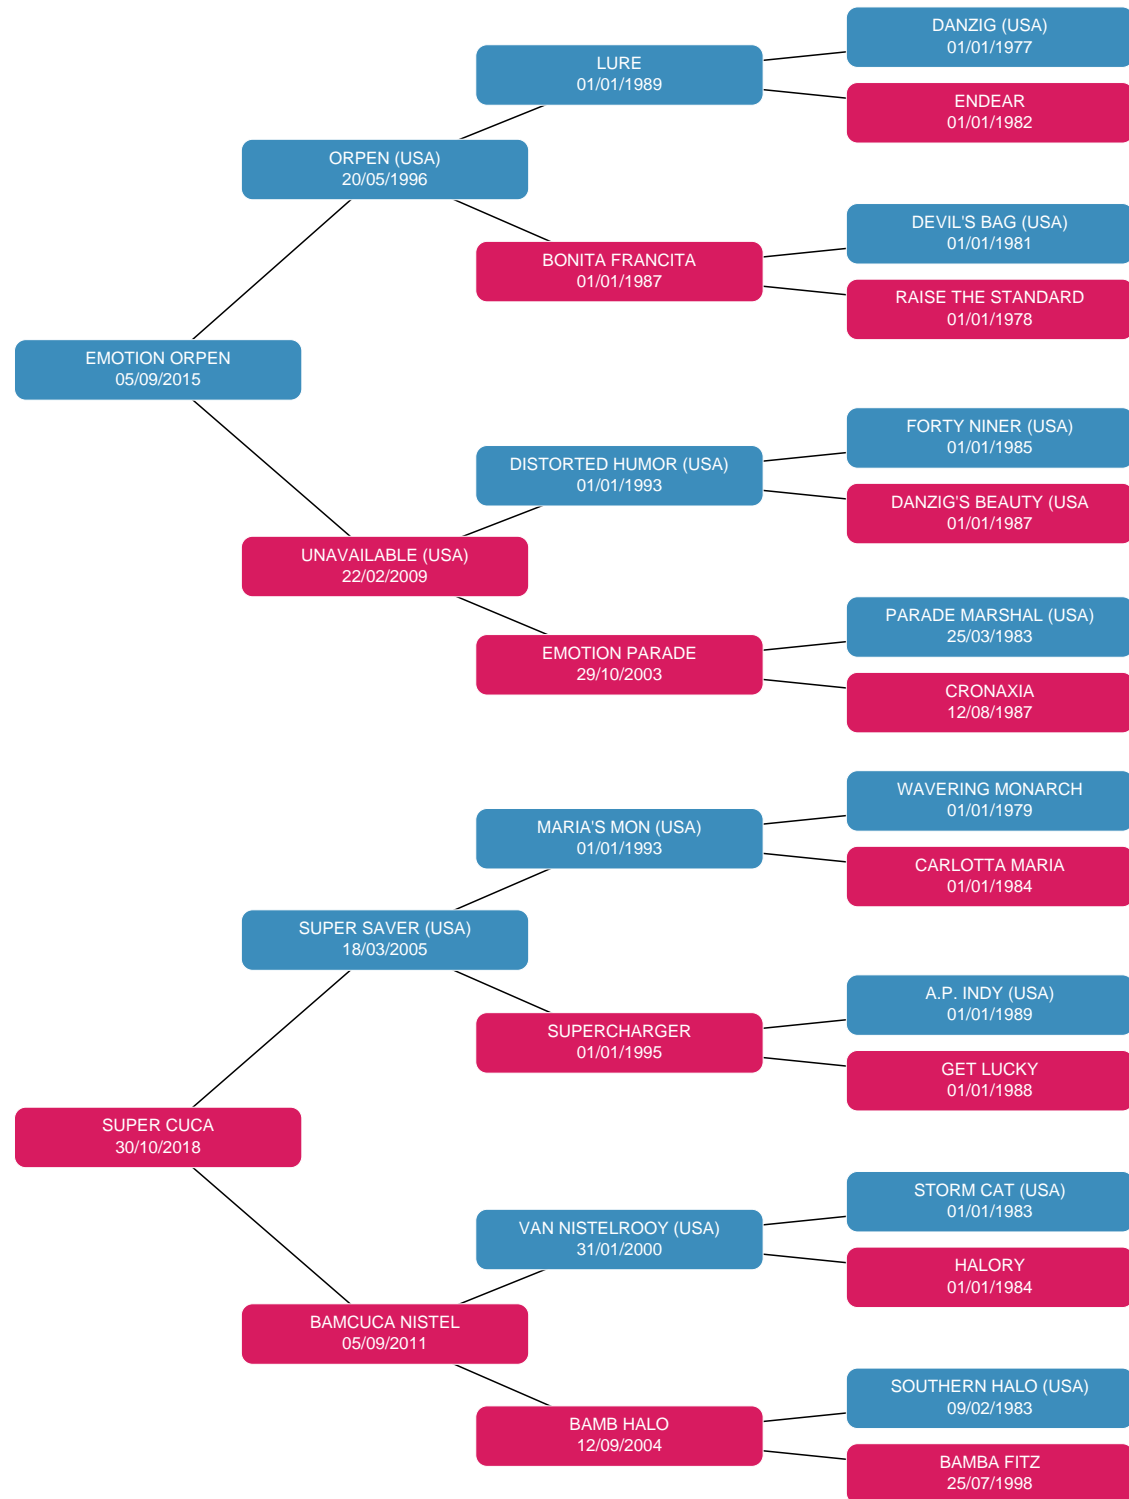 DANZIG (USA)
01/01/1977
LURE
01/01/1989
ENDEAR
01/01/1982
ORPEN (USA)
20/05/1996
DEVIL'S BAG (USA)
01/01/1981
BONITA FRANCITA
01/01/1987
RAISE THE STANDARD
01/01/1978
EMOTION ORPEN
05/09/2015
FORTY NINER (USA)
01/01/1985
DISTORTED HUMOR (USA)
01/01/1993
DANZIG'S BEAUTY (USA
01/01/1987
UNAVAILABLE (USA)
22/02/2009
PARADE MARSHAL (USA)
25/03/1983
EMOTION PARADE
29/10/2003
CRONAXIA
12/08/1987
WAVERING MONARCH
01/01/1979
MARIA'S MON (USA)
01/01/1993
CARLOTTA MARIA
01/01/1984
SUPER SAVER (USA)
18/03/2005
A.P. INDY (USA)
01/01/1989
SUPERCHARGER
01/01/1995
GET LUCKY
01/01/1988
SUPER CUCA
30/10/2018
STORM CAT (USA)
01/01/1983
VAN NISTELROOY (USA)
31/01/2000
HALORY
01/01/1984
BAMCUCA NISTEL
05/09/2011
SOUTHERN HALO (USA)
09/02/1983
BAMB HALO
12/09/2004
BAMBA FITZ
25/07/1998